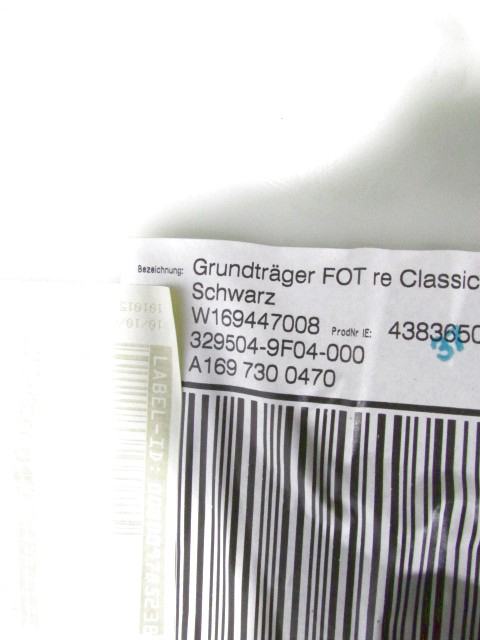 Bezeichnung: Grundträger FOT re Classic
Schwarz
W169447008 ProdNr IE: 4383650
329504-9F04-000
A169 730 0470
LABEL-ID: